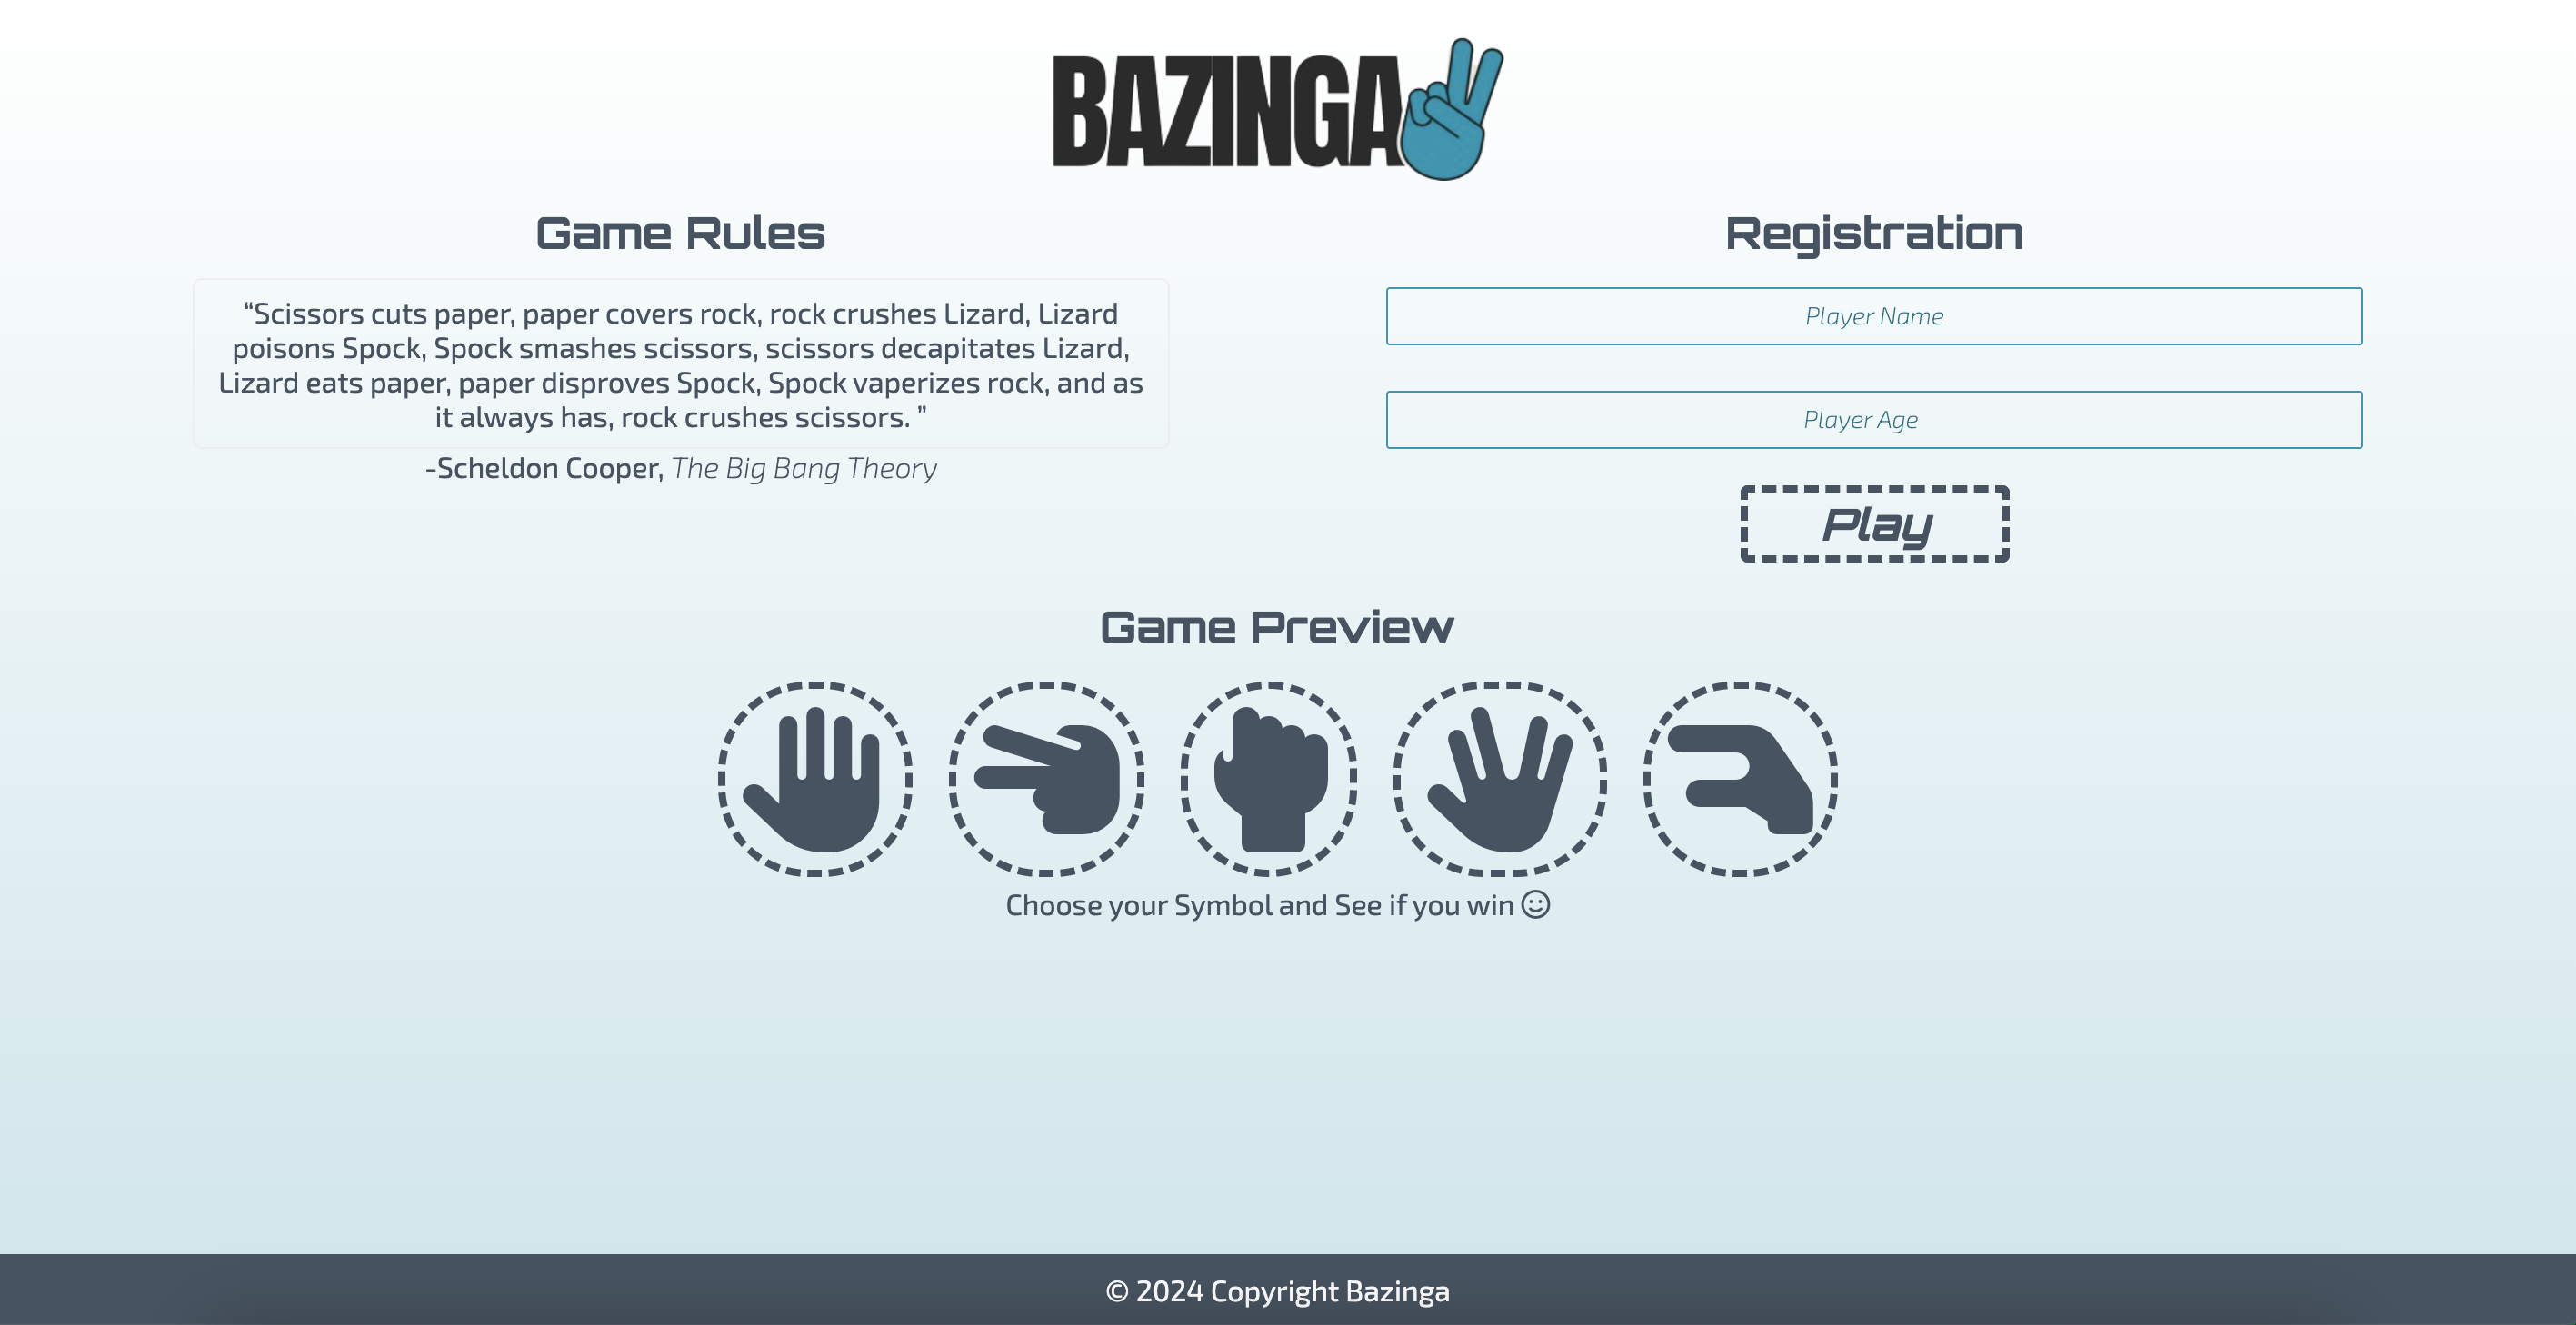 BAZINGA
Game Rules
“Scissors cuts paper, paper covers rock, rock crushes Lizard, Lizard
poisons Spock, Spock smashes scissors, scissors decapitates Lizard,
Lizard eats paper, paper disproves Spock, Spock vaperizes rock, and as
it always has, rock crushes scissors. ”
-Scheldon Cooper, The Big Bang Theory
Registration
Player Name
Player Age
Play
Game Preview
Choose your Symbol and See if you win
© 2024 Copyright Bazinga